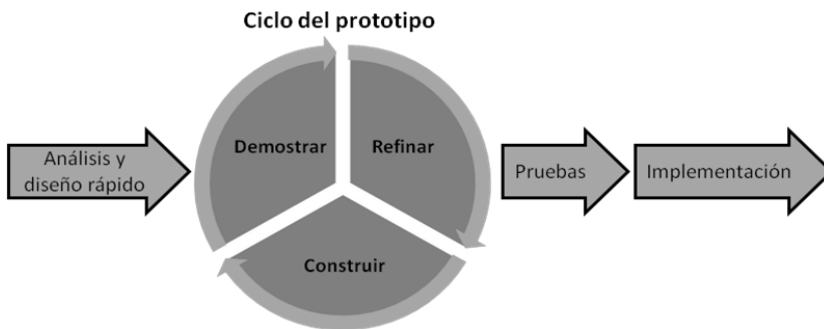 Ciclo del prototipo
Análisis y
diseño rápido
Demostrar
Refinar
Construir
Pruebas
Implementación